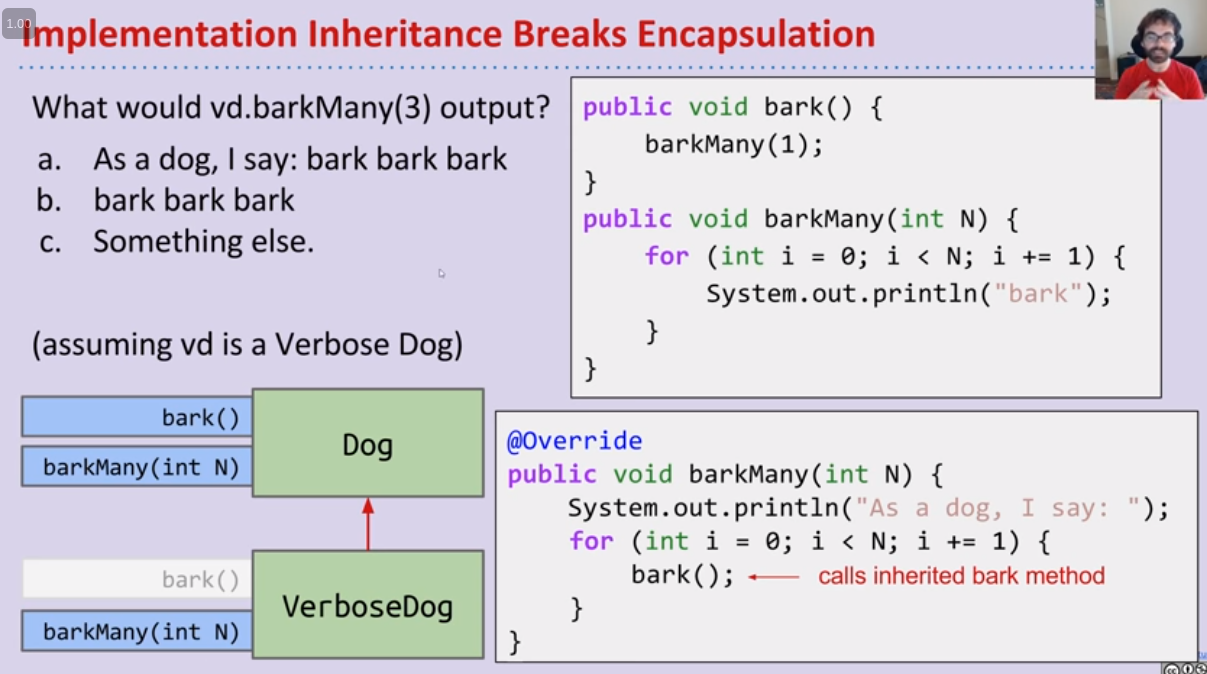 1.00
Implementation Inheritance Breaks Encapsulation
What would vd.barkMany(3) output?
a. As a dog, I say: bark bark bark
b. bark bark bark
c. Something else.
(assuming vd is a Verbose Dog)
public void bark() {
barkMany(1);
}
public void barkMany(int N) {
for (int i = 0; i < N; i += 1) {
System.out.println("bark");
}
}
bark()
barkMany(int N)
Dog
bark()
barkMany(int N)
VerboseDog
@Override
public void barkMany(int N) {
System.out.println("As a dog, I say: ");
for (int i = 0; i < N; i += 1) {
bark(); calls inherited bark method
}
}